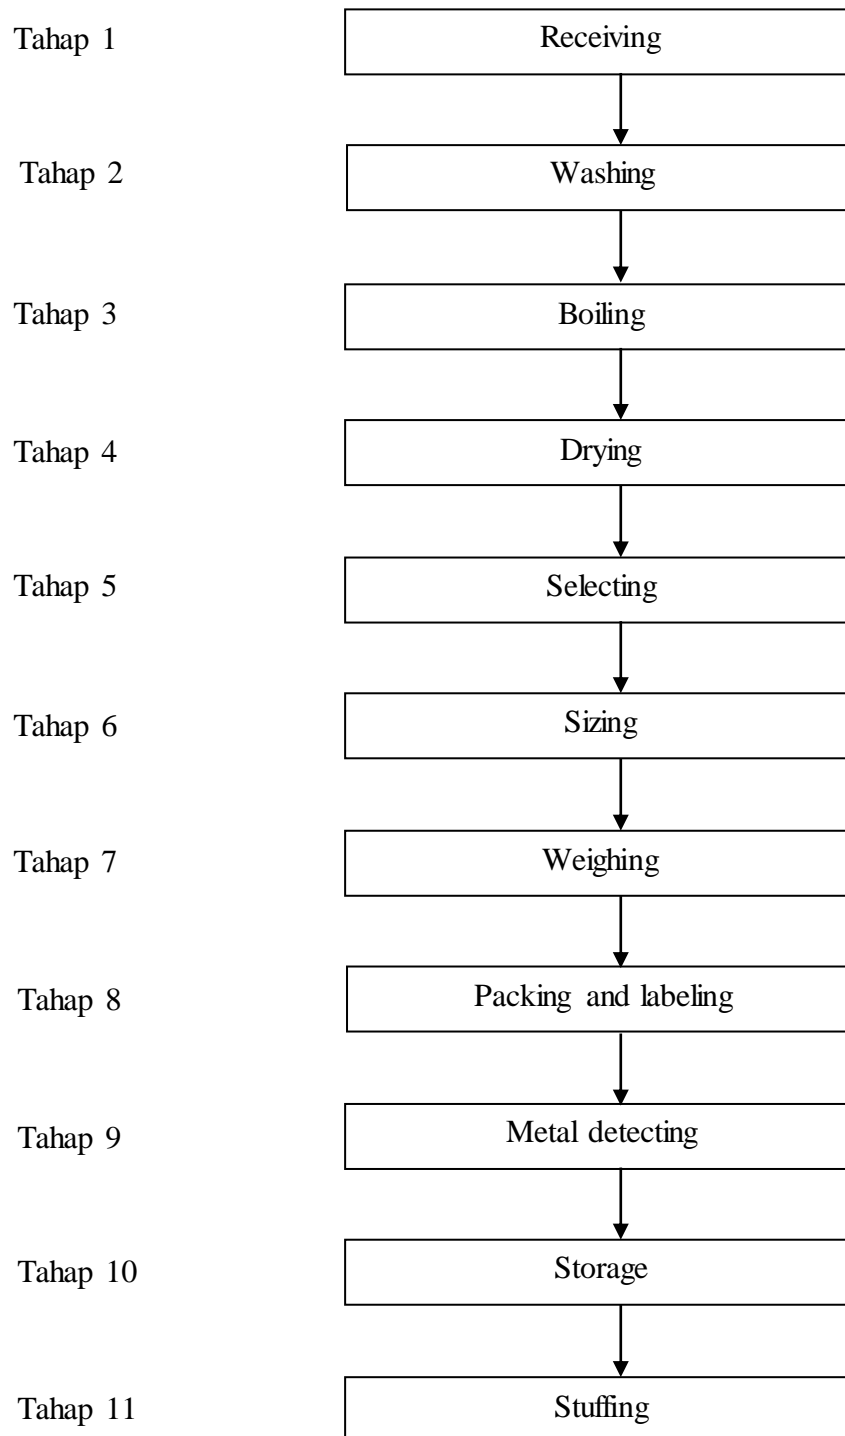 Tahap 1 Receiving
Tahap 2 Washing
Tahap 3 Boiling
Tahap 4 Drying
Tahap 5 Selecting
Tahap 6 Sizing
Tahap 7 Weighing
Tahap 8 Packing and labeling
Tahap 9 Metal detecting
Tahap 10 Storage
Tahap 11 Stuffing